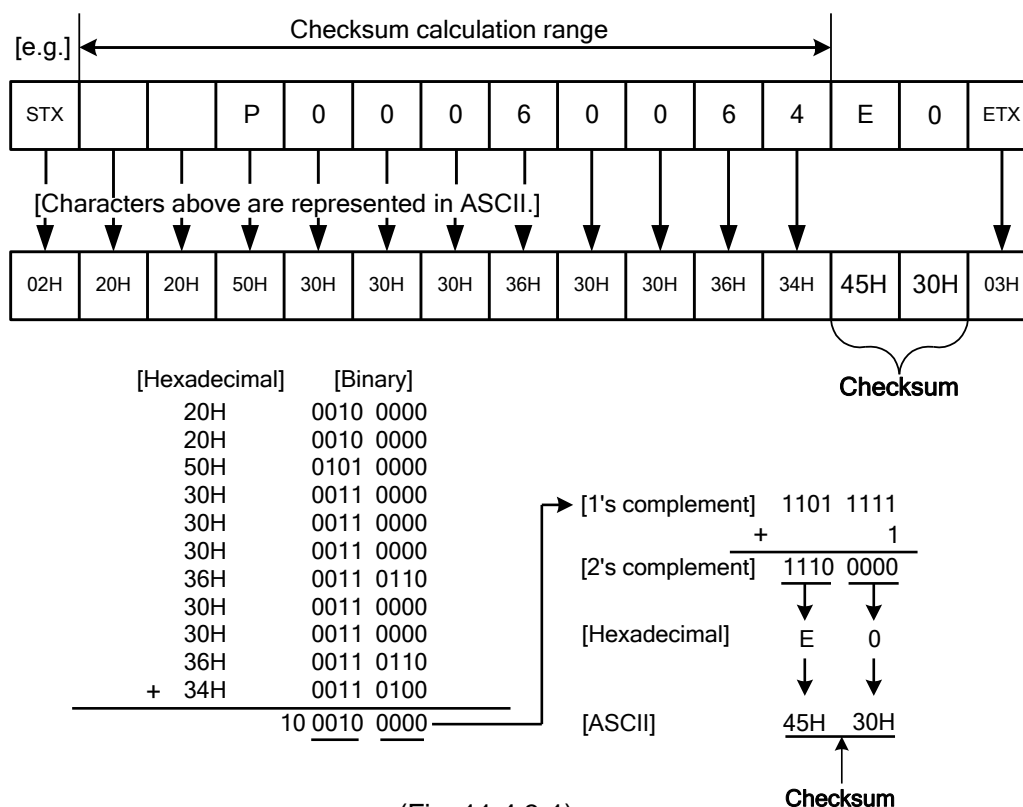 Checksum calculation range
[e.g.]
STX P 0 0 0 6 0 0 6 4 E 0 ETX
[Characters above are represented in ASCII.]
02H 20H 20H 50H 30H 30H 30H 36H 30H 30H 36H 34H 45H 30H 03H
Checksum
[Hexadecimal] [Binary]
20H 0010 0000
20H 0010 0000
50H 0101 0000
30H 0011 0000
30H 0011 0000
30H 0011 0000
36H 0011 0110
30H 0011 0000
30H 0011 0000
36H 0011 0110
+ 34H 0011 0100
10 0010 0000
[1's complement] 1101 1111
+ 1
[2's complement] 1110 0000
[Hexadecimal] E 0
[ASCII] 45H 30H
Checksum